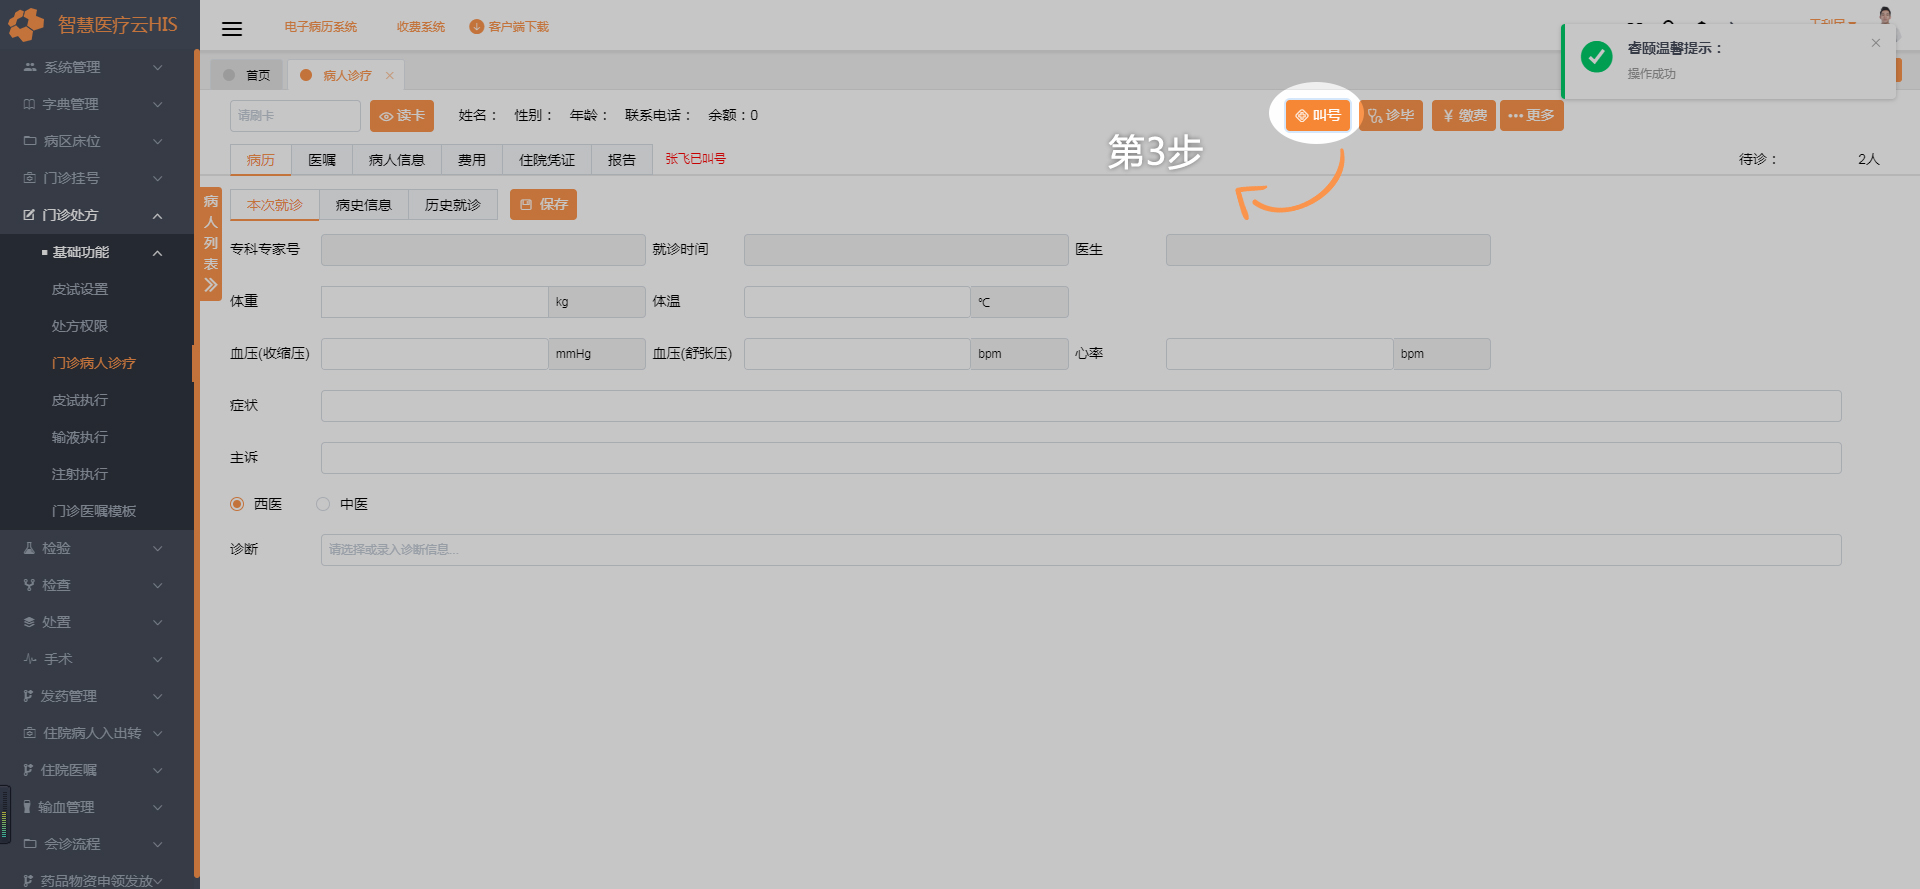 智慧医疗云HIS
电子病历系统
收费系统
客户端下载
睿颐温馨提示：
操作成功
系统管理
字典管理
病区床位
门诊挂号
门诊处方
基础功能
皮试设置
处方权限
门诊病人诊疗
皮试执行
输液执行
注射执行
门诊医嘱模板
检验
检查
处置
手术
发药管理
住院病人入出转
住院医嘱
输血管理
会诊流程
药品物资申领发放
首页
病人诊疗
请刷卡
读卡
姓名：
性别：
年龄：
联系电话：
余额：0
叫号
诊毕
¥ 缴费
更多
第3步
病历
医嘱
病人信息
费用
住院凭证
报告
张飞已叫号
待诊：
2人
病人列表
本次就诊
病史信息
历史就诊
保存
专科专家号
就诊时间
医生
体重
kg
体温
℃
血压(收缩压)
mmHg
血压(舒张压)
bpm
心率
bpm
症状
主诉
西医
中医
诊断
请选择或录入诊断信息...